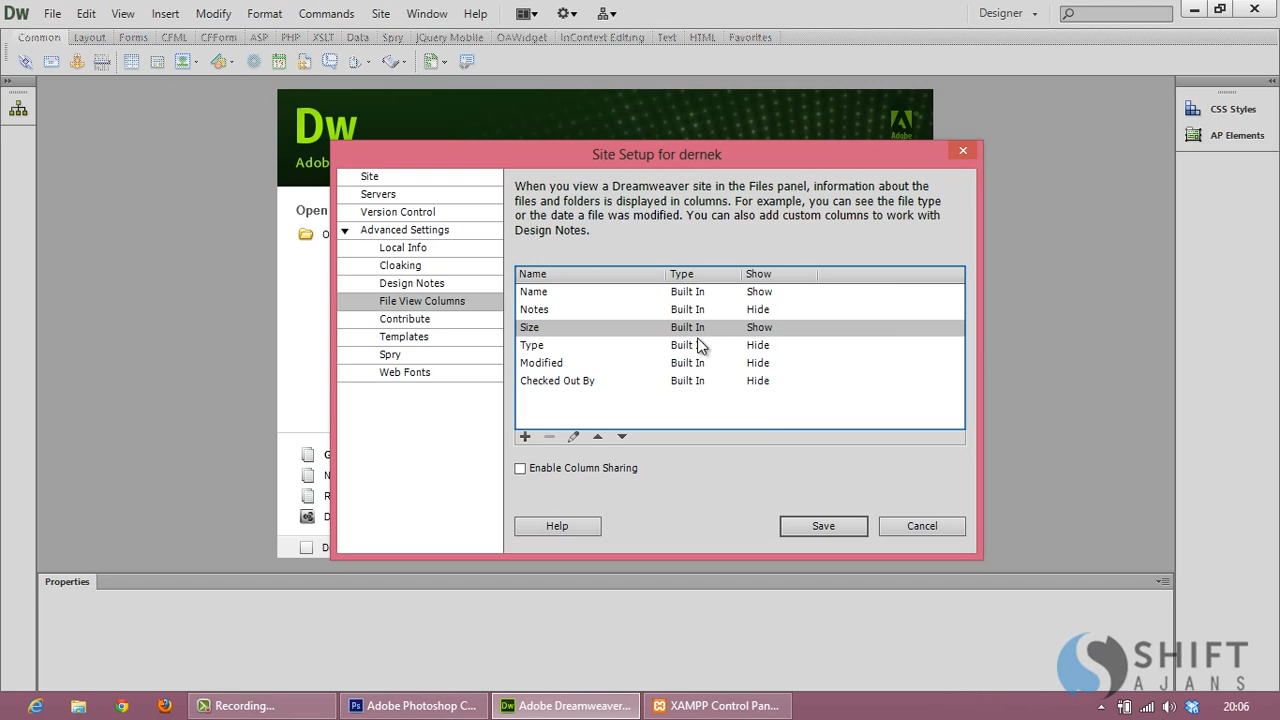 Dw File Edit View Insert Modify Format Commands Site Window Help Designer
Common Layout Forms CFML CFForm ASP PHP XSLT Data Spry jQuery Mobile OAWidget InContext Editing Text HTML Favorites
CSS Styles
AP Elements
Dw
Adobe
Adob
Open
O
G
N
R
D
D
Site Setup for dernek
Site
Servers
Version Control
Advanced Settings
Local Info
Cloaking
Design Notes
File View Columns
Contribute
Templates
Spry
Web Fonts
When you view a Dreamweaver site in the Files panel, information about the
files and folders is displayed in columns. For example, you can see the file type
or the date a file was modified. You can also add custom columns to work with
Design Notes.
Name Type Show
Name Built In Show
Notes Built In Hide
Size Built In Show
Type Built Hide
Modified Built In Hide
Checked Out By Built In Hide
Enable Column Sharing
Help Save Cancel
Properties
SHIFT
AJANS
Recording... Ps Adobe Photoshop C... Dw Adobe Dreamweaver... XAMPP Control Pan... 20:06